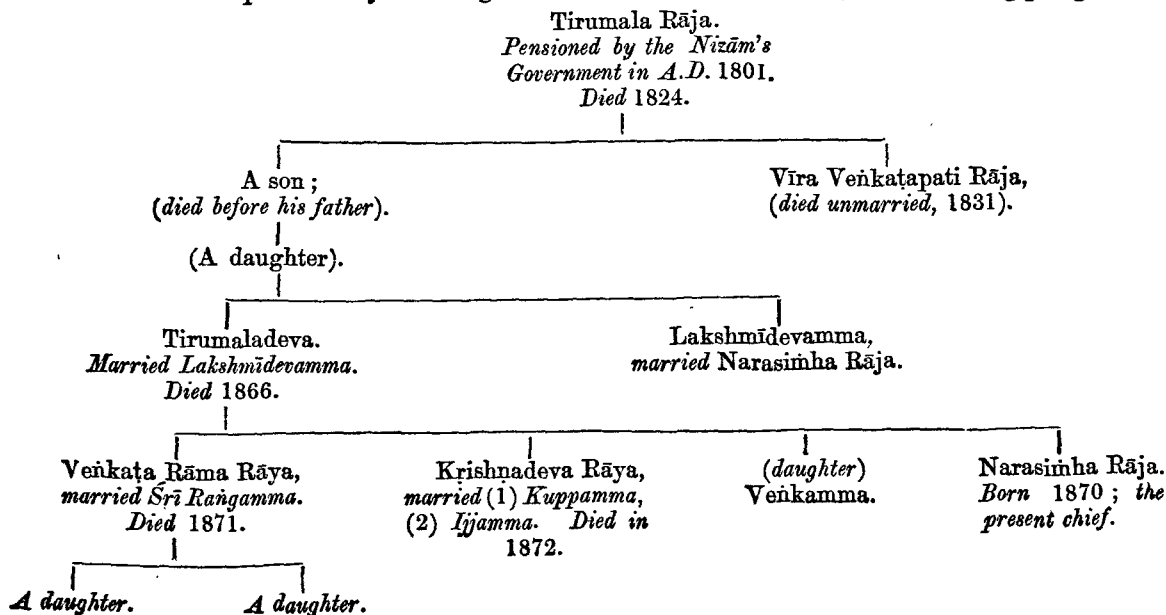 Tirumala Rāja.
Pensioned by the Nizām's
Government in A.D. 1801.
Died 1824.
A son;
(died before his father).
Vīra Veṅkaṭapati Rāja,
(died unmarried, 1831).
(A daughter).
Tirumaladeva.
Married Lakshmīdevamma.
Died 1866.
Lakshmīdevamma,
married Narasiṁha Rāja.
Veṅkaṭa Rāma Rāya,
married Śrī Raṅgamma.
Died 1871.
Kṛishṇadeva Rāya,
married (1) Kuppamma,
(2) Ijjamma. Died in
1872.
(daughter)
Veṅkamma.
Narasiṁha Rāja.
Born 1870; the
present chief.
A daughter. A daughter.